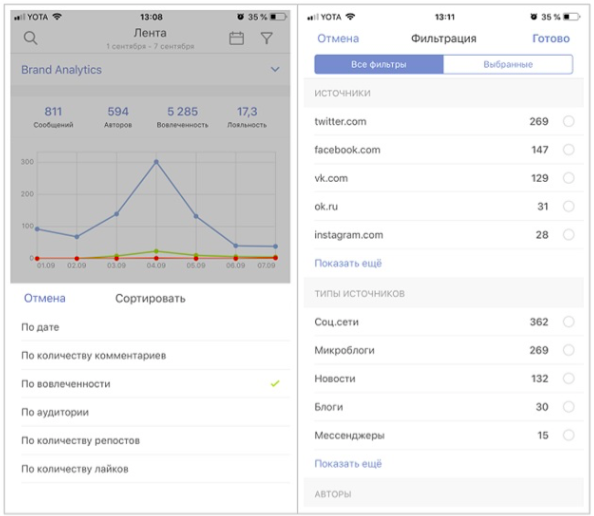 YOTA 13:08 35 %
Лента
1 сентября - 7 сентября
Brand Analytics
811 594 5 285 17,3
Сообщений Авторов Вовлеченность Лояльность
300
200
100
0
01.09 02.09 03.09 04.09 05.09 06.09 07.09
Отмена Сортировать
По дате
По количеству комментариев
По вовлеченности
По аудитории
По количеству репостов
По количеству лайков
YOTA 13:11 35 %
Отмена Фильтрация Готово
Все фильтры Выбранные
ИСТОЧНИКИ
twitter.com 269
facebook.com 147
vk.com 129
ok.ru 31
instagram.com 28
Показать ещё
ТИПЫ ИСТОЧНИКОВ
Соц.сети 362
Микроблоги 269
Новости 132
Блоги 30
Мессенджеры 15
Показать ещё
АВТОРЫ